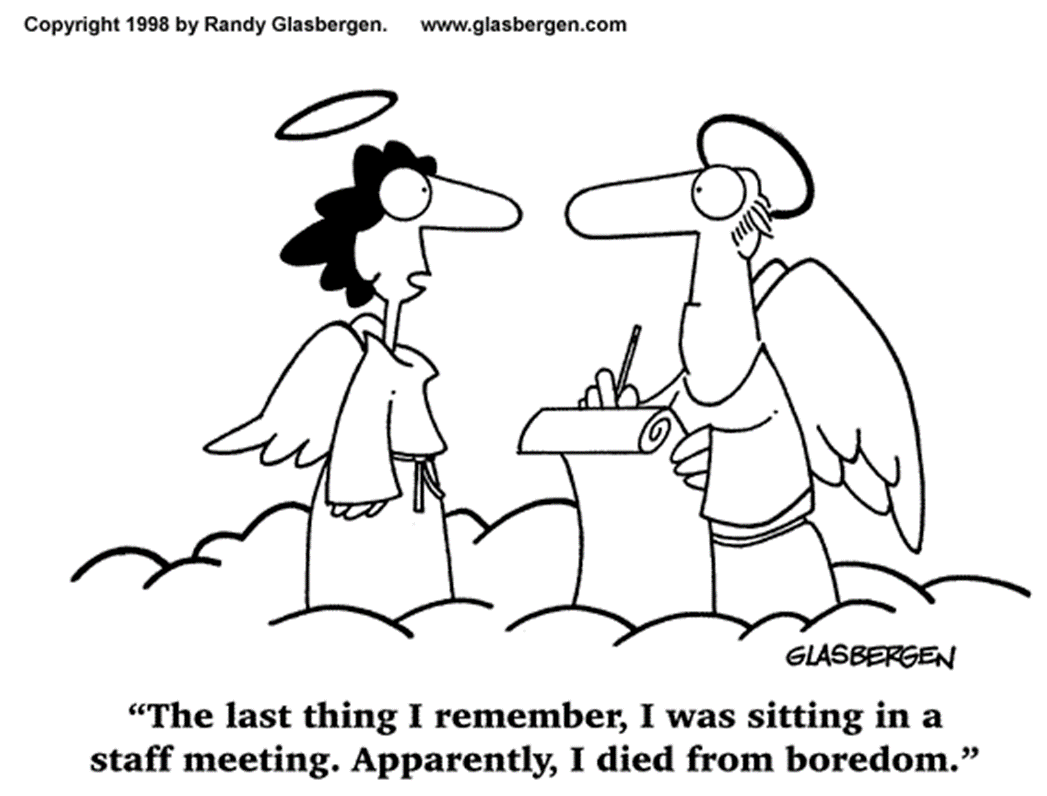 Copyright 1998 by Randy Glasbergen. www.glasbergen.com
GLASBERGEN
“The last thing I remember, I was sitting in a
staff meeting. Apparently, I died from boredom.”